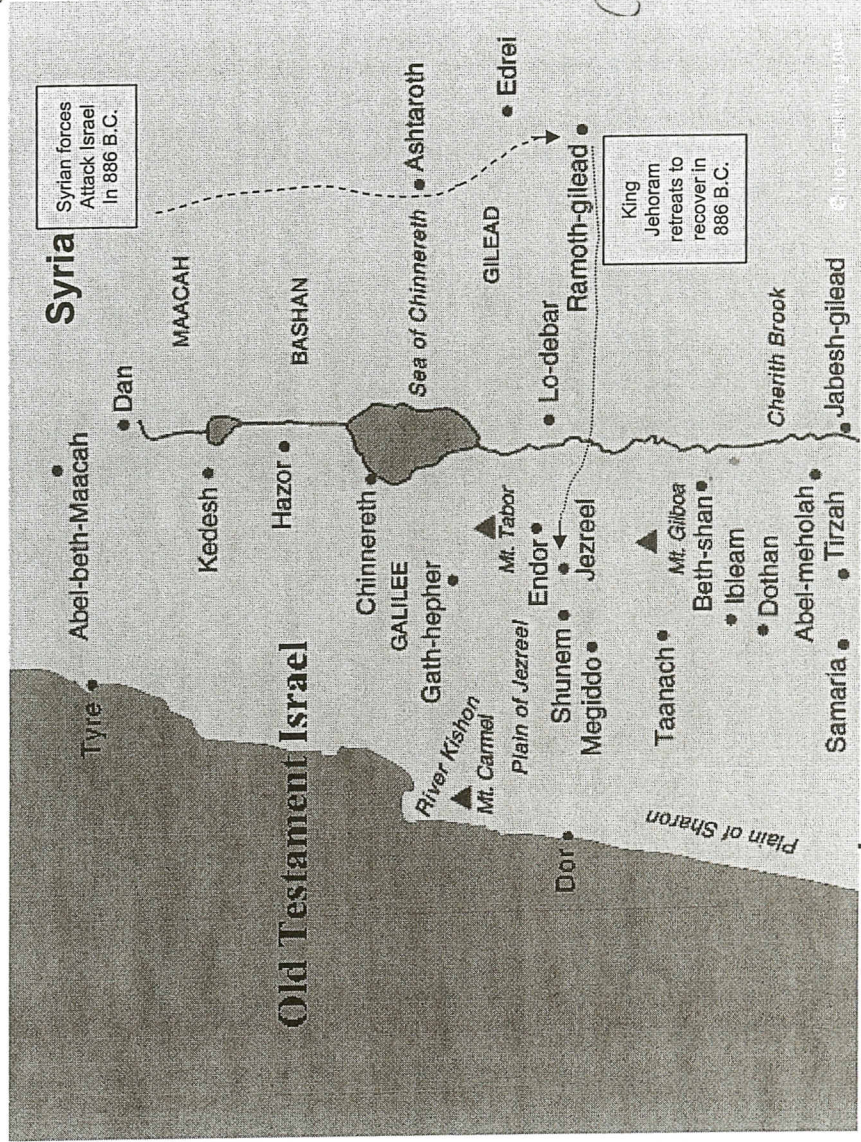 Syrian forces
Attack Israel
In 886 B.C.
Syria
Abel-beth-Maacah
Tyre
Dan
MAACAH
Kedesh
Hazor
BASHAN
Old Testament Israel
Chinnereth
GALILEE
Gath-hepher
Sea of Chinnereth
Ashtaroth
Edrei
GILEAD
River Kishon
Mt. Carmel
Mt. Tabor
Plain of Jezreel
Endor
Lo-debar
Ramoth-gilead
Dor
Shunem
Jezreel
Megiddo
King
Jehoram
retreats to
recover in
886 B.C.
Taanach
Mt. Gilboa
Beth-shan
Ibleam
Dothan
Plain of Sharon
Cherith Brook
Abel-meholah
Jabesh-gilead
Samaria
Tirzah